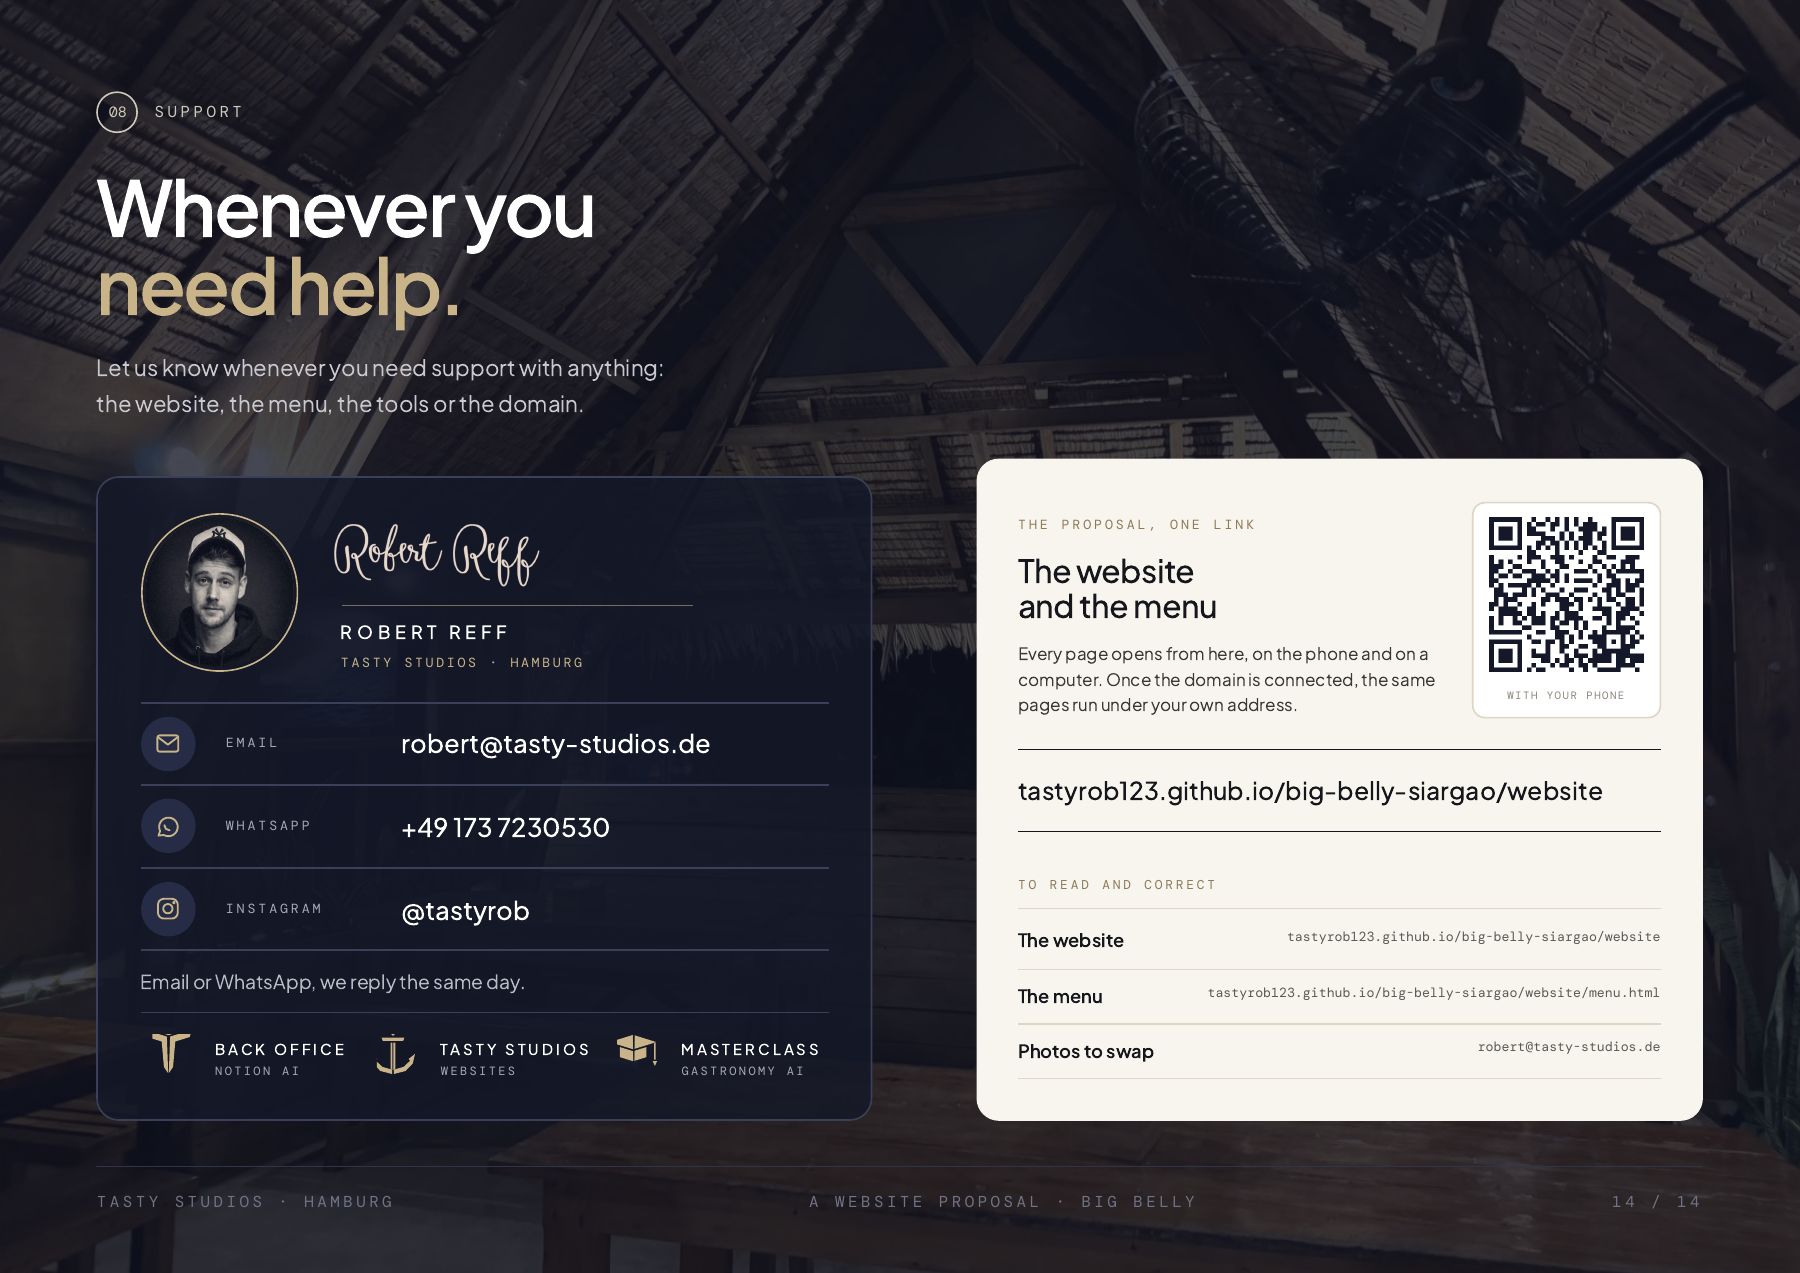 08 SUPPORT
Whenever you
need help.
Let us know whenever you need support with anything:
the website, the menu, the tools or the domain.
Robert Reff
ROBERT REFF
TASTY STUDIOS · HAMBURG
EMAIL robert@tasty-studios.de
WHATSAPP +49 173 7230530
INSTAGRAM @tastyrob
Email or WhatsApp, we reply the same day.
BACK OFFICE
NOTION AI
TASTY STUDIOS
WEBSITES
MASTERCLASS
GASTRONOMY AI
THE PROPOSAL, ONE LINK
The website
and the menu
Every page opens from here, on the phone and on a
computer. Once the domain is connected, the same
pages run under your own address.
WITH YOUR PHONE
tastyrob123.github.io/big-belly-siargao/website
TO READ AND CORRECT
The website tastyrob123.github.io/big-belly-siargao/website
The menu tastyrob123.github.io/big-belly-siargao/website/menu.html
Photos to swap robert@tasty-studios.de
TASTY STUDIOS · HAMBURG
A WEBSITE PROPOSAL · BIG BELLY
14 / 14